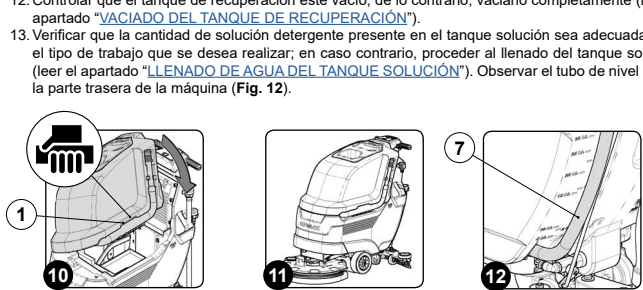 12. Controlar que el tanque de recuperación esté vacío, de lo contrario, vaciarlo completamente (
apartado “VACIADO DEL TANQUE DE RECUPERACIÓN”).
13. Verificar que la cantidad de solución detergente presente en el tanque solución sea adecuada
el tipo de trabajo que se desea realizar; en caso contrario, proceder al llenado del tanque so
(leer el apartado “LLENADO DE AGUA DEL TANQUE SOLUCIÓN”). Observar el tubo de nivel
la parte trasera de la máquina (Fig. 12).
1
10
11
7
12